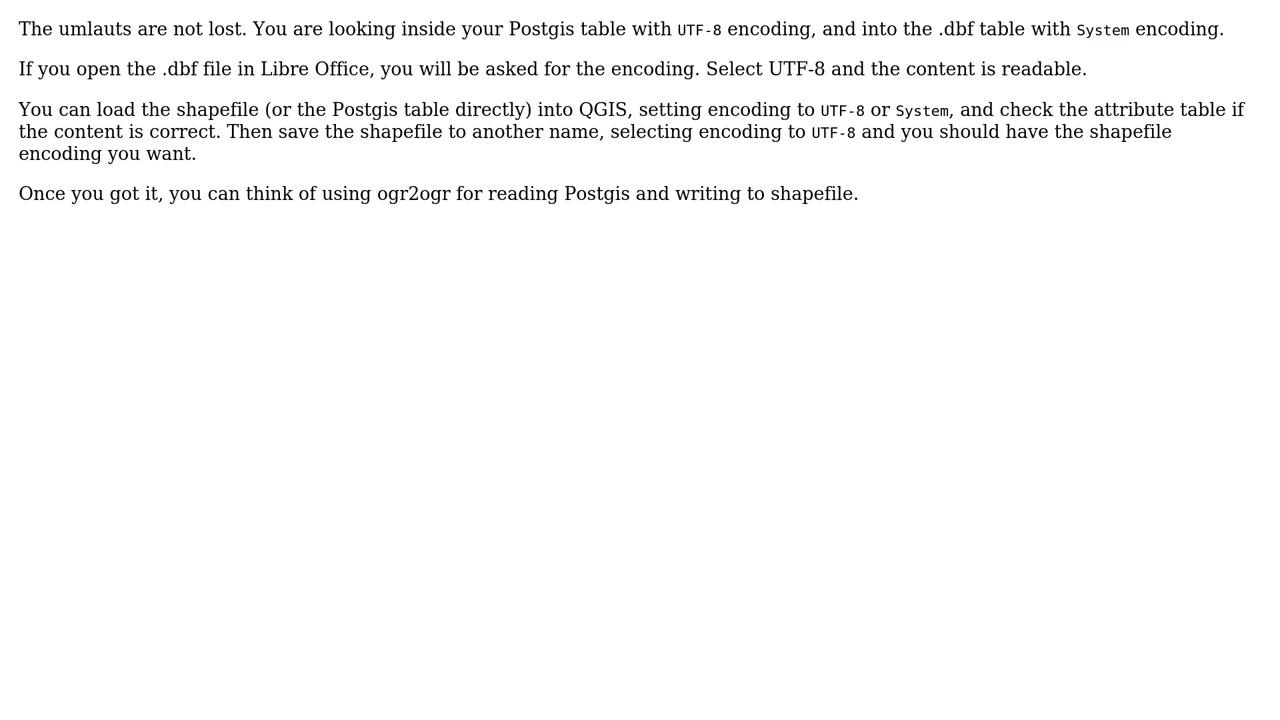 The umlauts are not lost. You are looking inside your Postgis table with UTF-8 encoding, and into the .dbf table with System encoding.
If you open the .dbf file in Libre Office, you will be asked for the encoding. Select UTF-8 and the content is readable.
You can load the shapefile (or the Postgis table directly) into QGIS, setting encoding to UTF-8 or System, and check the attribute table if
the content is correct. Then save the shapefile to another name, selecting encoding to UTF-8 and you should have the shapefile
encoding you want.
Once you got it, you can think of using ogr2ogr for reading Postgis and writing to shapefile.